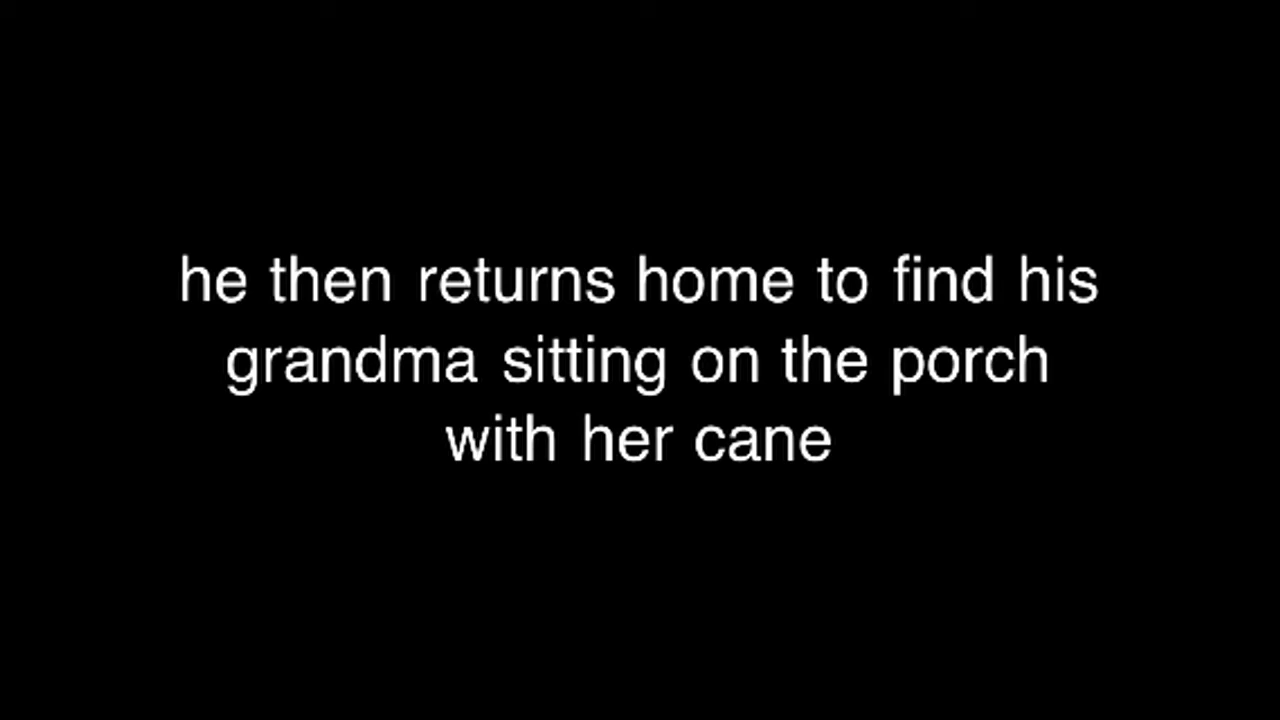 he then returns home to find his
grandma sitting on the porch
with her cane